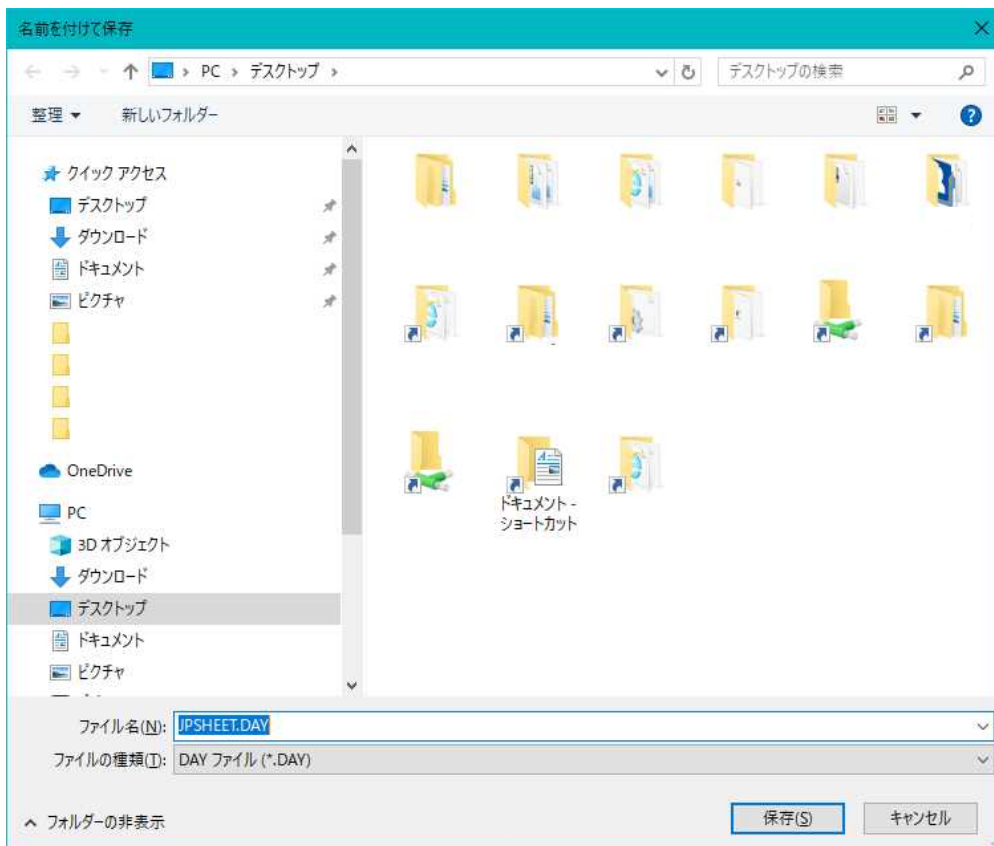 名前を付けて保存
PC › デスクトップ ›
デスクトップの検索
整理
新しいフォルダー
クイック アクセス
デスクトップ
ダウンロード
ドキュメント
ピクチャ
OneDrive
PC
3D オブジェクト
ダウンロード
デスクトップ
ドキュメント
ピクチャ
ドキュメント -
ショートカット
ファイル名(N): JPSHEET.DAY
ファイルの種類(T): DAY ファイル (*.DAY)
フォルダーの非表示
保存(S)
キャンセル